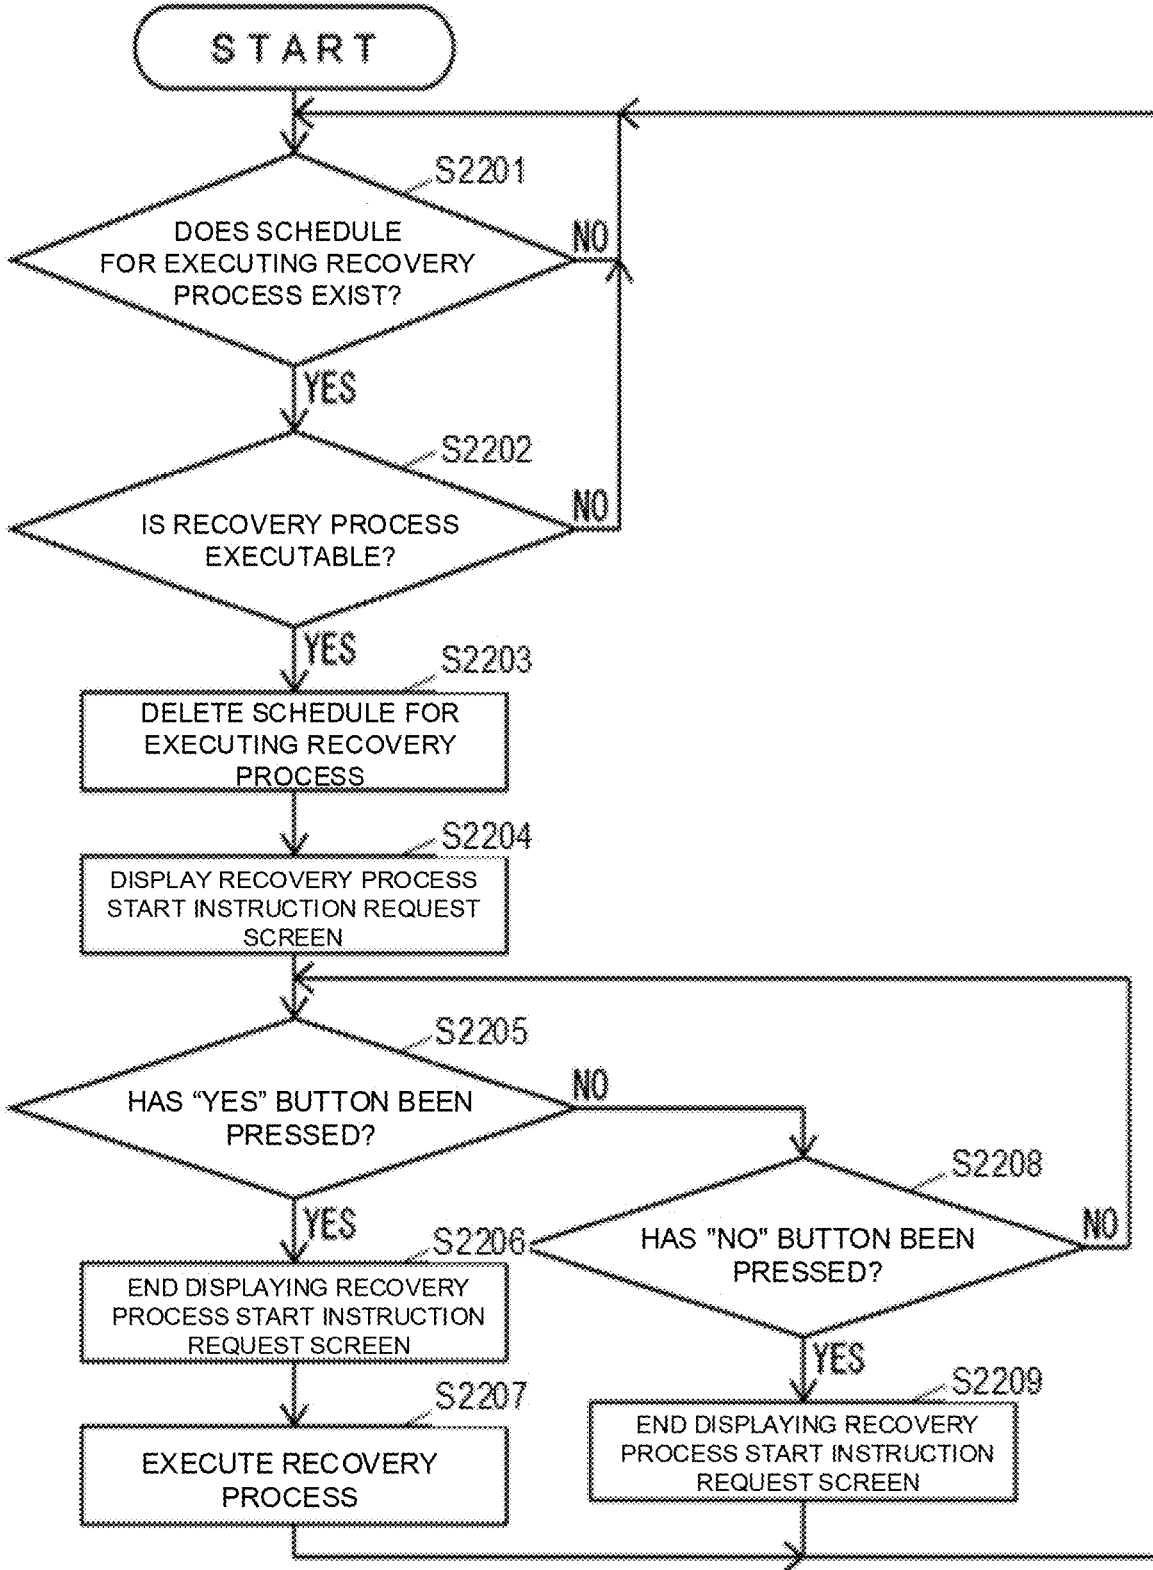 START
S2201
DOES SCHEDULE
FOR EXECUTING RECOVERY
PROCESS EXIST?
NO
YES
S2202
IS RECOVERY PROCESS
EXECUTABLE?
NO
YES
S2203
DELETE SCHEDULE FOR
EXECUTING RECOVERY
PROCESS
S2204
DISPLAY RECOVERY PROCESS
START INSTRUCTION REQUEST
SCREEN
S2205
HAS “YES” BUTTON BEEN
PRESSED?
NO
YES
S2206
END DISPLAYING RECOVERY
PROCESS START INSTRUCTION
REQUEST SCREEN
S2207
EXECUTE RECOVERY
PROCESS
S2208
HAS ”NO” BUTTON BEEN
PRESSED?
NO
YES
S2209
END DISPLAYING RECOVERY
PROCESS START INSTRUCTION
REQUEST SCREEN